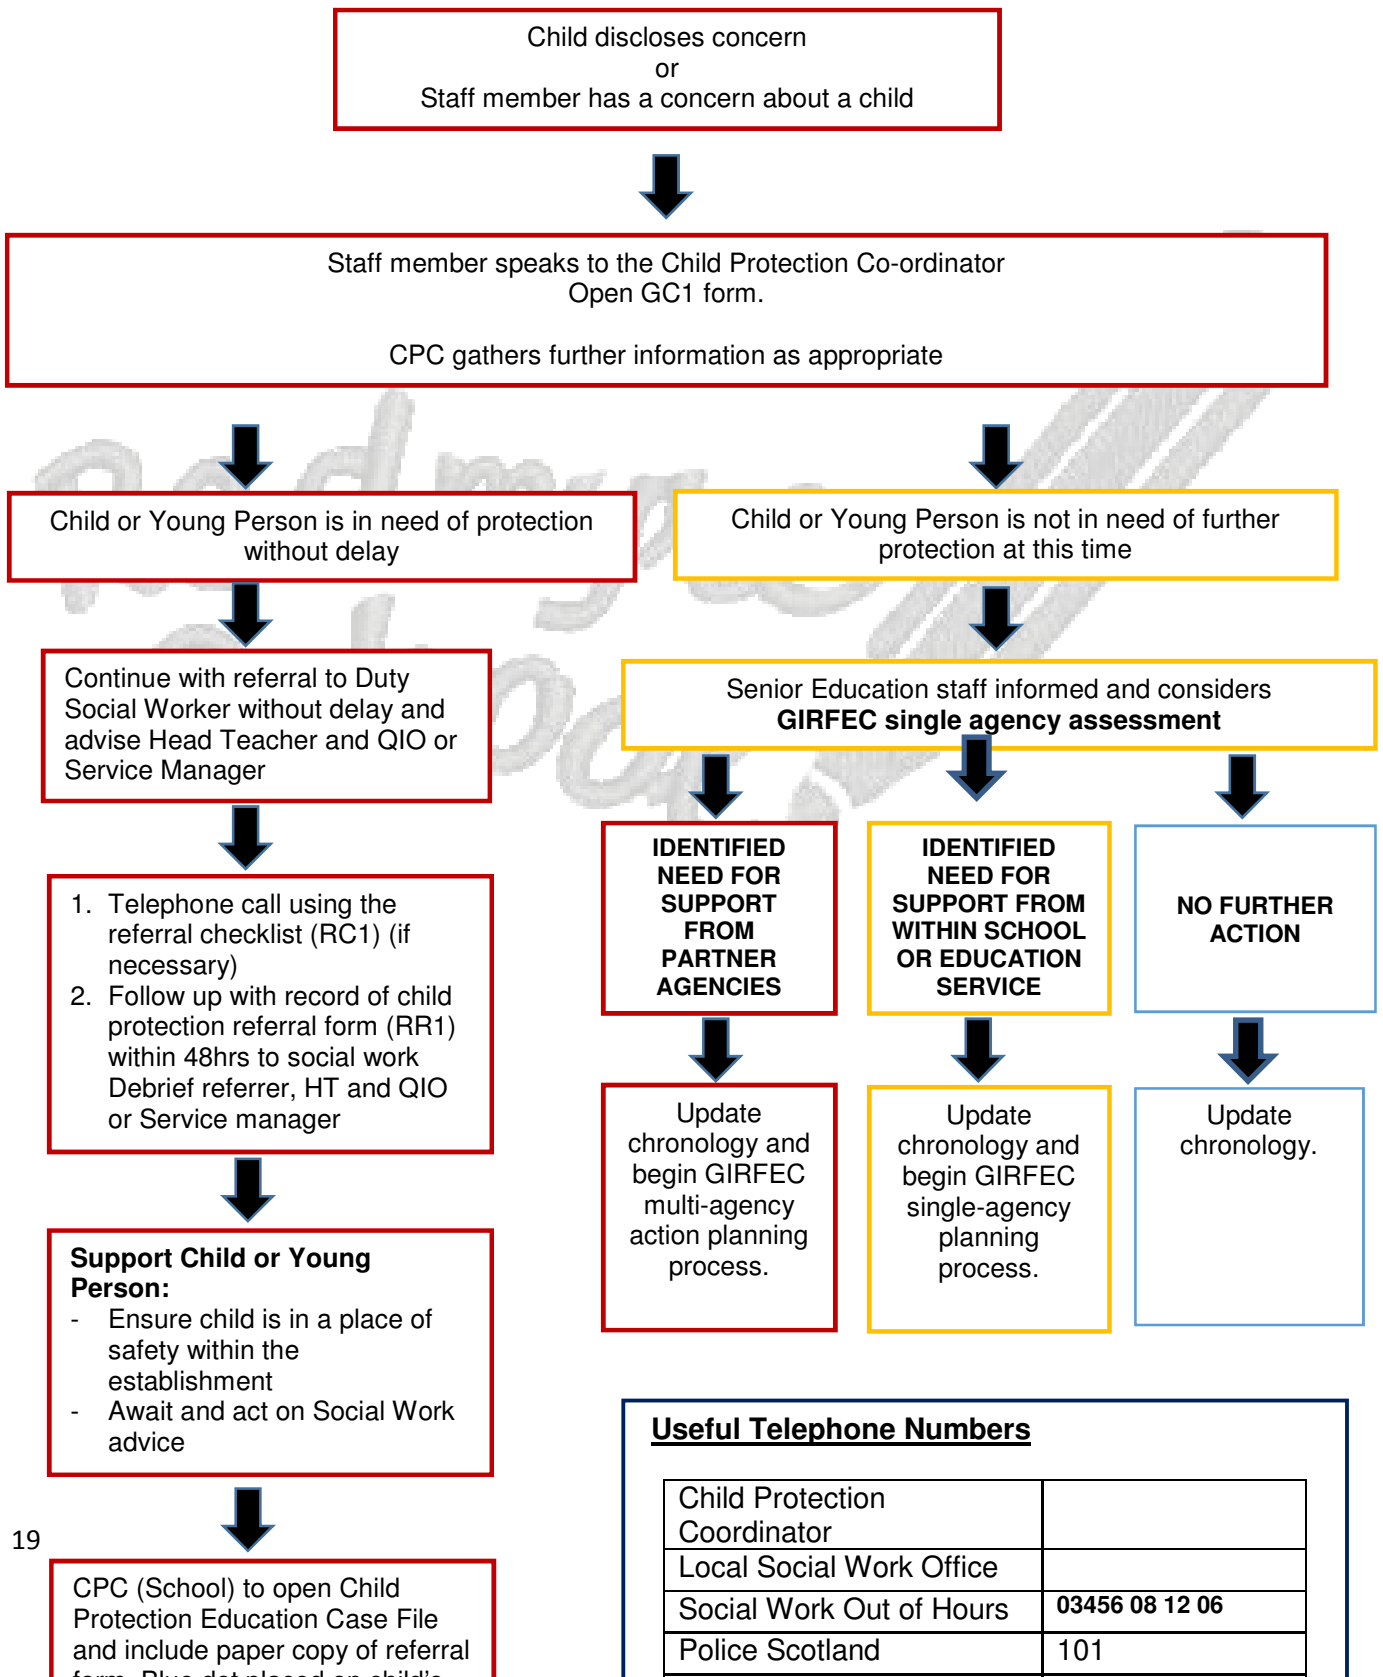 Child discloses concern
or
Staff member has a concern about a child
Staff member speaks to the Child Protection Co-ordinator
Open GC1 form.
CPC gathers further information as appropriate
Child or Young Person is in need of protection
without delay
Child or Young Person is not in need of further
protection at this time
Continue with referral to Duty
Social Worker without delay and
advise Head Teacher and QIO or
Service Manager
Senior Education staff informed and considers
GIRFEC single agency assessment
1. Telephone call using the
referral checklist (RC1) (if
necessary)
2. Follow up with record of child
protection referral form (RR1)
within 48hrs to social work
Debrief referrer, HT and QIO
or Service manager
IDENTIFIED
NEED FOR
SUPPORT
FROM
PARTNER
AGENCIES
IDENTIFIED
NEED FOR
SUPPORT FROM
WITHIN SCHOOL
OR EDUCATION
SERVICE
NO FURTHER
ACTION
Update
chronology and
begin GIRFEC
multi-agency
action planning
process.
Update
chronology and
begin GIRFEC
single-agency
planning
process.
Update
chronology.
Support Child or Young
Person:
- Ensure child is in a place of
safety within the
establishment
- Await and act on Social Work
advice
CPC (School) to open Child
Protection Education Case File
and include paper copy of referral
form. Blue dot placed on child's
Useful Telephone Numbers
Child Protection
Coordinator
Local Social Work Office
Social Work Out of Hours 03456 08 12 06
Police Scotland 101
19